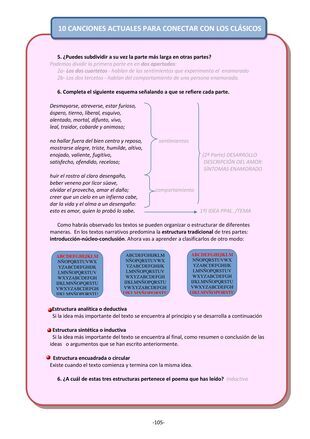 10 CANCIONES ACTUALES PARA CONECTAR CON LOS CLÁSICOS
5. ¿Puedes subdividir a su vez la parte más larga en otras partes?
Podemos dividir la primera parte en en dos apartados:
2a- Los dos cuartetos - hablan de los sentimientos que experimenta el enamorado
2b- Los dos tercetos - hablan del comportamiento de una persona enamorada.
6. Completa el siguiente esquema señalando a que se refiere cada parte.
Desmayarse, atreverse, estar furioso,
áspero, tierno, liberal, esquivo,
alentado, mortal, difunto, vivo,
leal, traidor, cobarde y animoso;
no hallar fuera del bien centro y reposo,
mostrarse alegre, triste, humilde, altivo,
enojado, valiente, fugitivo,
satisfecho, ofendido, receloso;
sentimientos
(2ª Parte) DESARROLLO
DESCRIPCIÓN DEL AMOR:
SÍNTOMAS ENAMORADO
huir el rostro al claro desengaño,
beber veneno por licor süave,
olvidar el provecho, amar el daño;
creer que un cielo en un infierno cabe,
dar la vida y el alma a un desengaño:
esto es amor, quien lo probó lo sabe.
comportamiento
1ª) IDEA PPAL. /TEMA
Como habrás observado los textos se pueden organizar o estructurar de diferentes
maneras. En los textos narrativos predomina la estructura tradicional de tres partes:
introducción-núcleo-conclusión. Ahora vas a aprender a clasificarlos de otro modo:
ABCDEFGHIJKLM
NÑOPQRSTUVWX
YZABCDEFGHIJK
LMNÑOPQRSTUV
WXYZABCDEFGH
IJKLMNÑOPQRST
UVWXYZABCDEFGH
IJKLMNÑOPQRSTU
ABCDEFGHIJKLM
NÑOPQRSTUVWX
YZABCDEFGHIJK
LMNÑOPQRSTUV
WXYZABCDEFGH
IJKLMNÑOPQRST
UVWXYZABCDEFGH
IJKLMNÑOPQRSTU
ABCDEFGHIJKLM
NÑOPQRSTUVWX
YZABCDEFGHIJK
LMNÑOPQRSTUV
WXYZABCDEFGH
IJKLMNÑOPQRST
UVWXYZABCDEFGH
IJKLMNÑOPQRSTU
Estructura analítica o deductiva
Si la idea más importante del texto se encuentra al principio y se desarrolla a continuación
Estructura sintética o inductiva
Si la idea más importante del texto se encuentra al final, como resumen o conclusión de las
ideas o argumentos que se han escrito anteriormente.
Estructura encuadrada o circular
Existe cuando el texto comienza y termina con la misma idea.
6. ¿A cuál de estas tres estructuras pertenece el poema que has leído? Inductiva
-105-